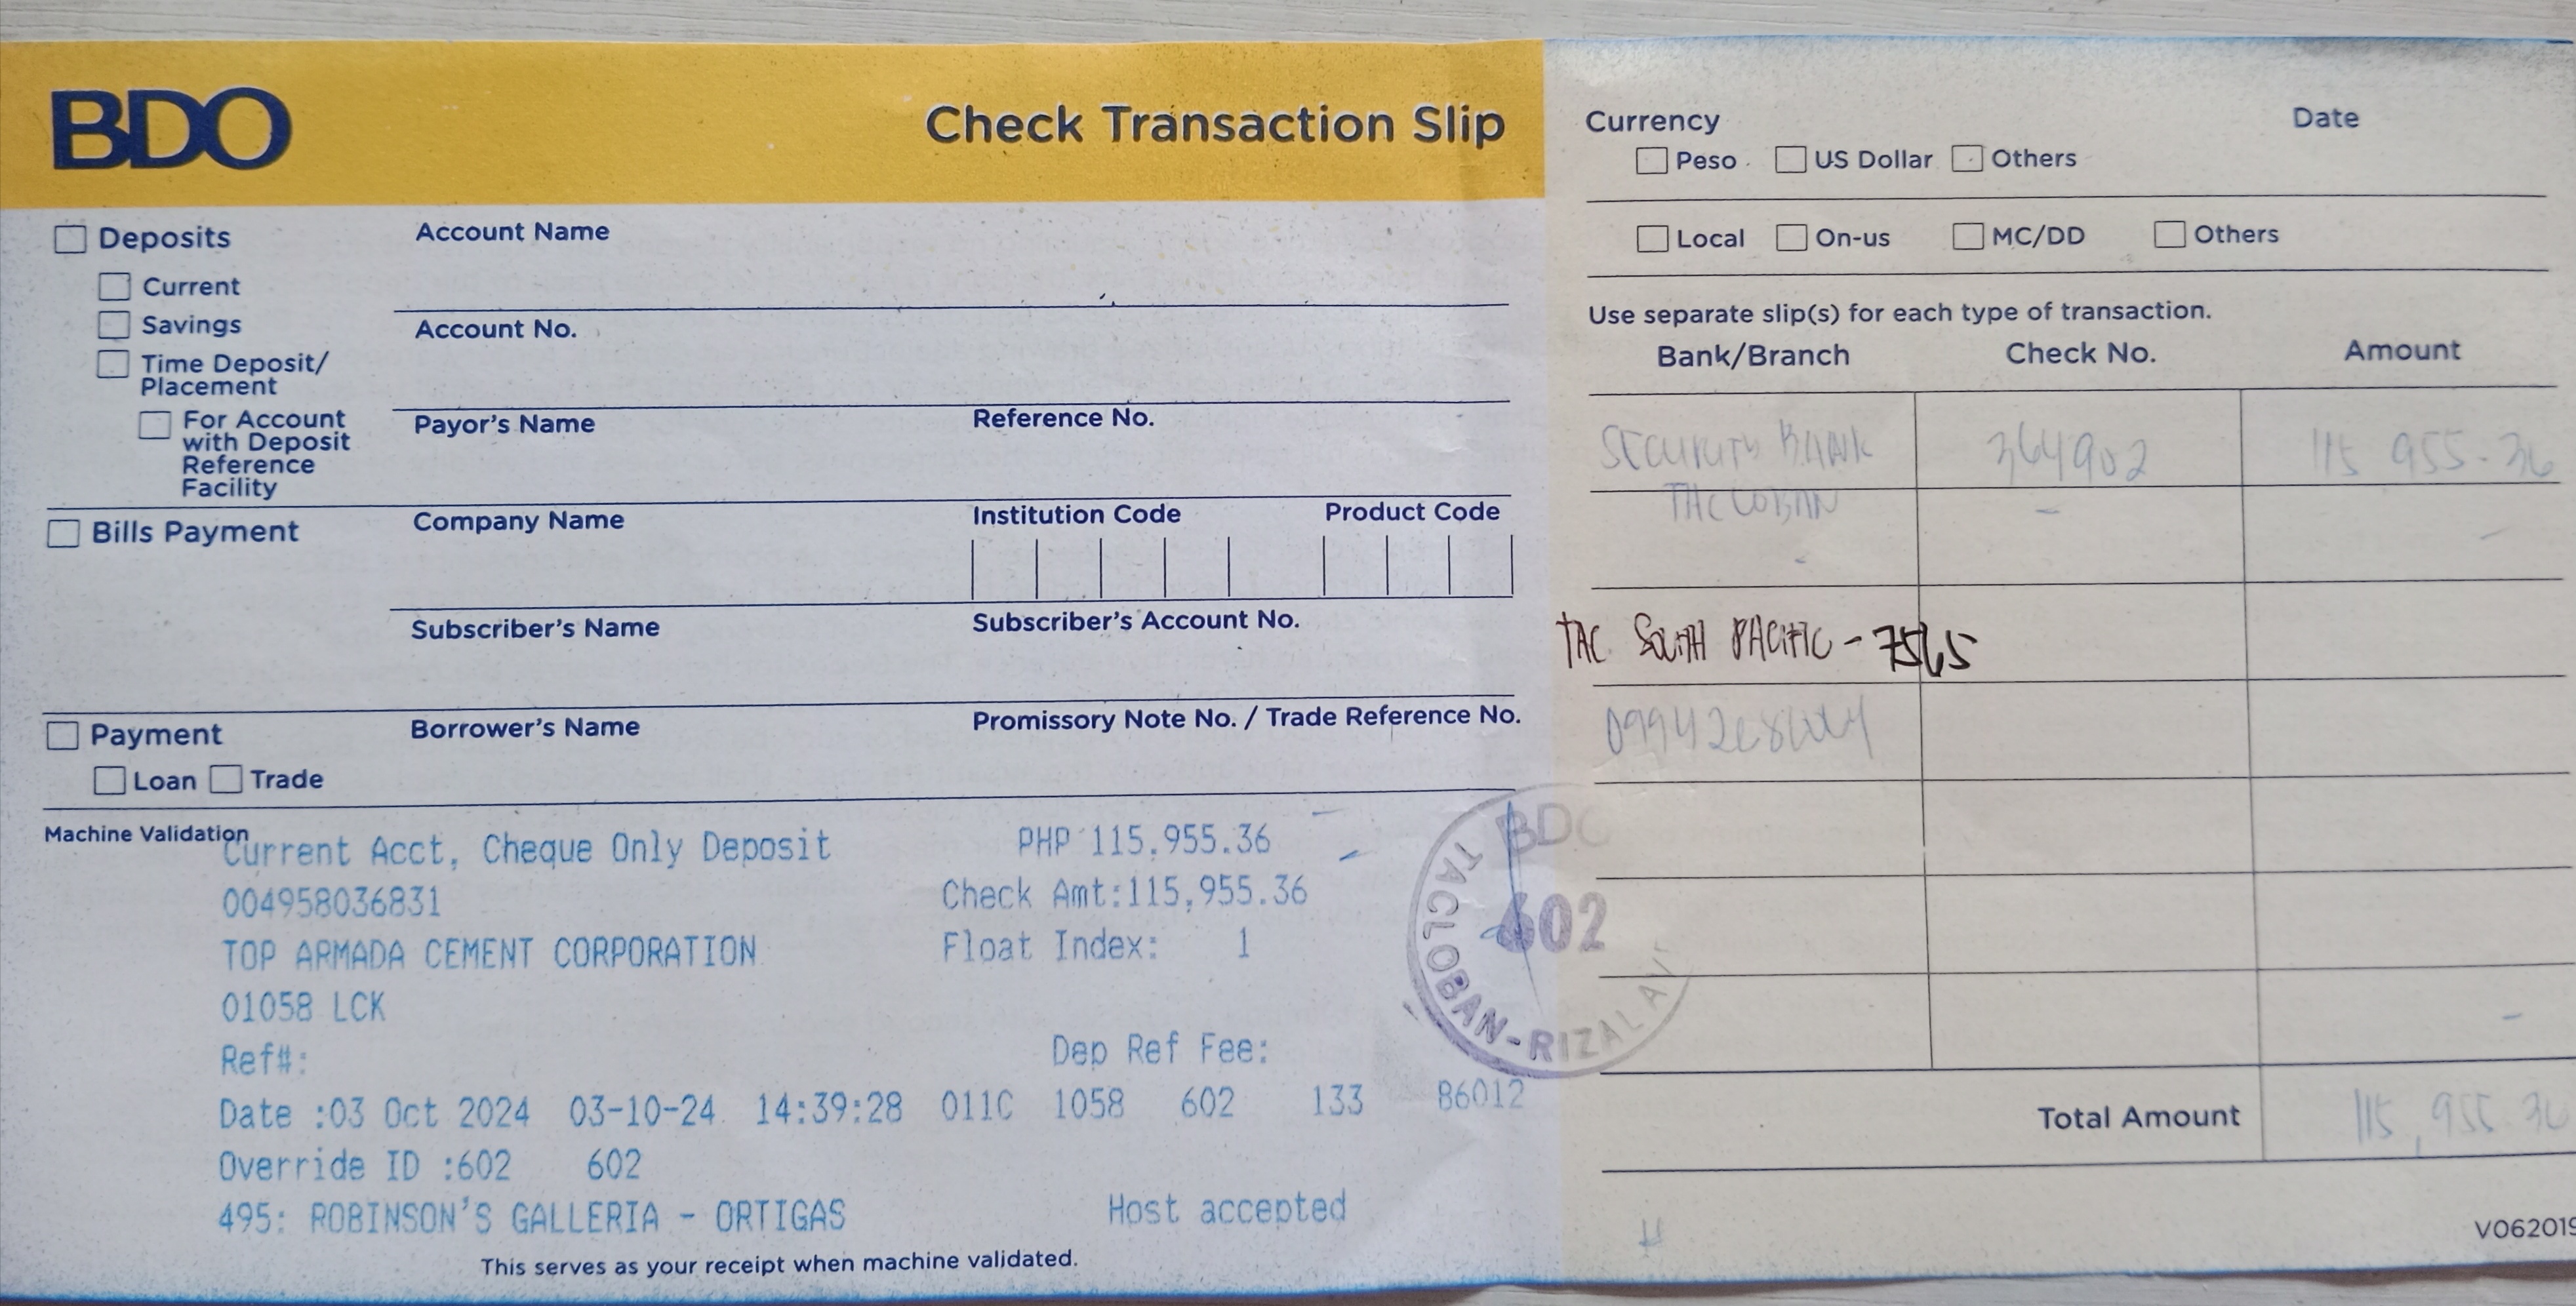 BDO
Check Transaction Slip
Deposits
Current
Savings
Time Deposit/
Placement
For Account
with Deposit
Reference
Facility
Account Name
Account No.
Payor's Name Reference No.
Bills Payment
Company Name Institution Code Product Code
Subscriber's Name Subscriber's Account No.
Payment
Loan Trade
Borrower's Name Promissory Note No. / Trade Reference No.
Machine Validation
Current Acct, Cheque Only Deposit PHP 115,955.36
004958036831 Check Amt:115,955.36
TOP ARMADA CEMENT CORPORATION Float Index: 1
01058 LCK
Ref#: Dep Ref Fee:
Date :03 Oct 2024 03-10-24 14:39:28 011C 1058 602 133 86012
Override ID :602 602
495: ROBINSON'S GALLERIA - ORTIGAS Host accepted
This serves as your receipt when machine validated.
BDO
602
TACLOBAN-RIZAL AV
Currency Date
Peso US Dollar Others
Local On-us MC/DD Others
Use separate slip(s) for each type of transaction.
Bank/Branch Check No. Amount
SECURITY BANK 364902 115 955.36
TACLOBAN
TAC SOUTH PACIFIC - 7565
Total Amount 115,955.36
V062019